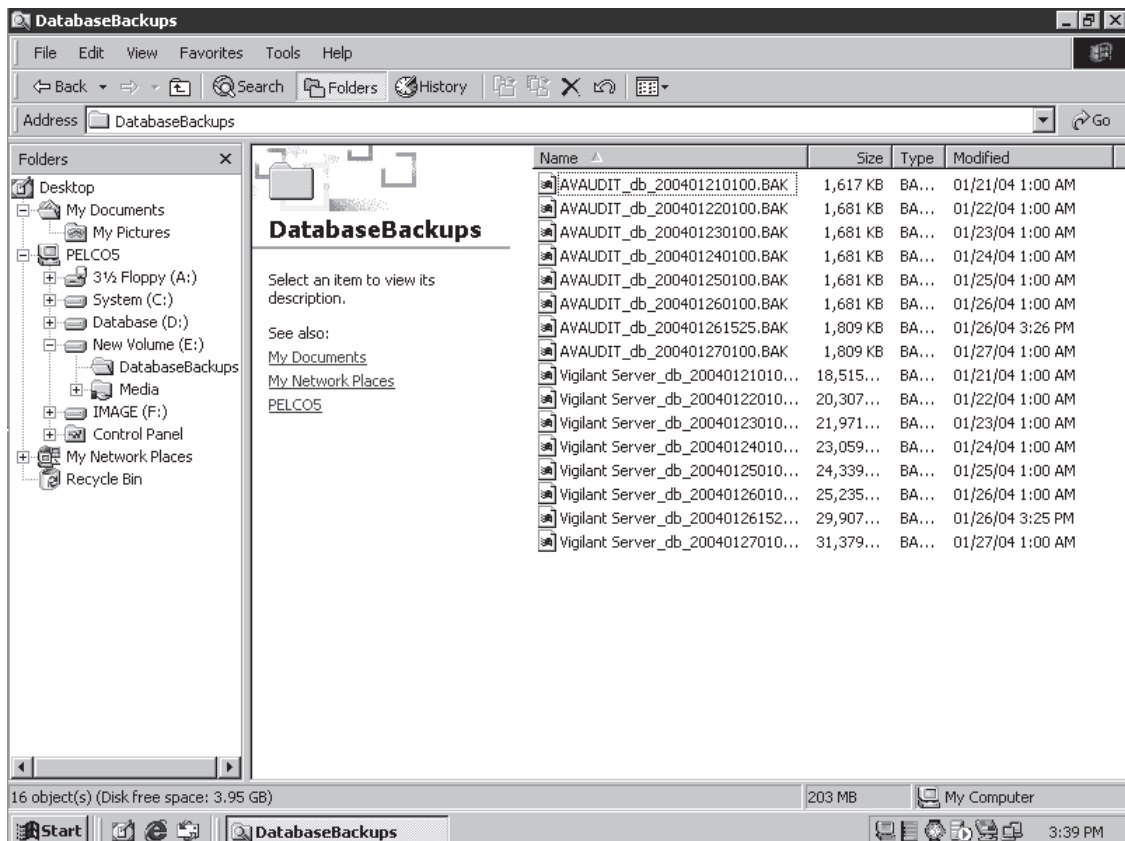 DatabaseBackups
File Edit View Favorites Tools Help
Back Search Folders History
Address DatabaseBackups Go
Folders
Desktop
My Documents
My Pictures
PELCO5
3½ Floppy (A:)
System (C:)
Database (D:)
New Volume (E:)
DatabaseBackups
Media
IMAGE (F:)
Control Panel
My Network Places
Recycle Bin
DatabaseBackups
Select an item to view its
description.
See also:
My Documents
My Network Places
PELCO5
Name Size Type Modified
AVAUDIT_db_200401210100.BAK 1,617 KB BA... 01/21/04 1:00 AM
AVAUDIT_db_200401220100.BAK 1,681 KB BA... 01/22/04 1:00 AM
AVAUDIT_db_200401230100.BAK 1,681 KB BA... 01/23/04 1:00 AM
AVAUDIT_db_200401240100.BAK 1,681 KB BA... 01/24/04 1:00 AM
AVAUDIT_db_200401250100.BAK 1,681 KB BA... 01/25/04 1:00 AM
AVAUDIT_db_200401260100.BAK 1,681 KB BA... 01/26/04 1:00 AM
AVAUDIT_db_200401261525.BAK 1,809 KB BA... 01/26/04 3:26 PM
AVAUDIT_db_200401270100.BAK 1,809 KB BA... 01/27/04 1:00 AM
Vigilant Server_db_20040121010... 18,515... BA... 01/21/04 1:00 AM
Vigilant Server_db_20040122010... 20,307... BA... 01/22/04 1:00 AM
Vigilant Server_db_20040123010... 21,971... BA... 01/23/04 1:00 AM
Vigilant Server_db_20040124010... 23,059... BA... 01/24/04 1:00 AM
Vigilant Server_db_20040125010... 24,339... BA... 01/25/04 1:00 AM
Vigilant Server_db_20040126010... 25,235... BA... 01/26/04 1:00 AM
Vigilant Server_db_20040126152... 29,907... BA... 01/26/04 3:25 PM
Vigilant Server_db_20040127010... 31,379... BA... 01/27/04 1:00 AM
16 object(s) (Disk free space: 3.95 GB) 203 MB My Computer
Start DatabaseBackups 3:39 PM